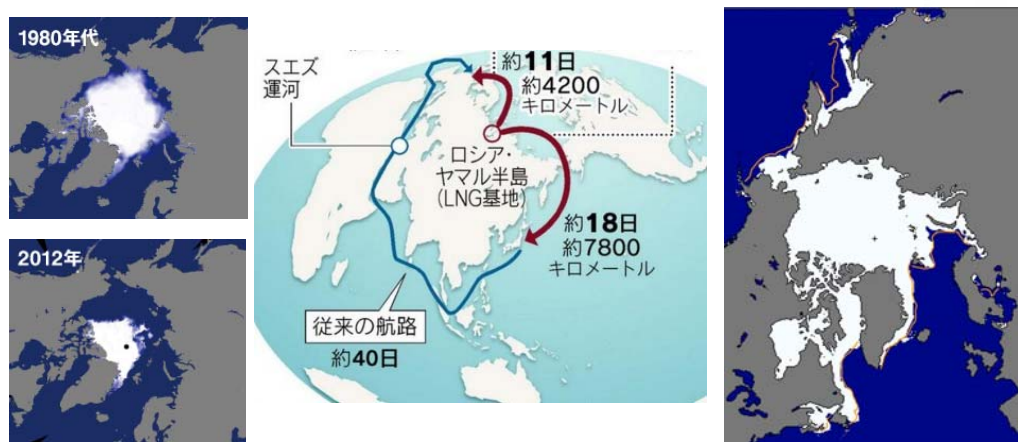 1980年代
2012年
スエズ
運河
約11日
約4200
キロメートル
ロシア・
ヤマル半島
(LNG基地)
約18日
約7800
キロメートル
従来の航路
約40日